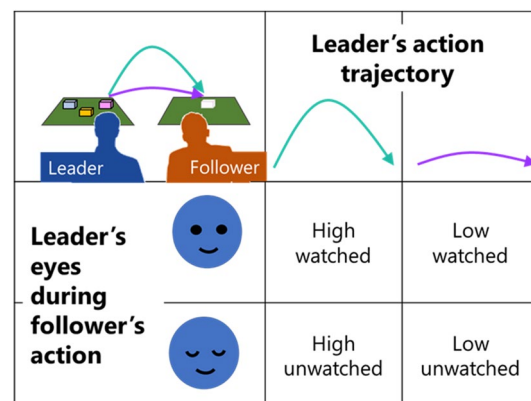 Leader's action
trajectory
Leader
Follower
Leader's
eyes
during
follower's
action
High
watched
Low
watched
High
unwatched
Low
unwatched